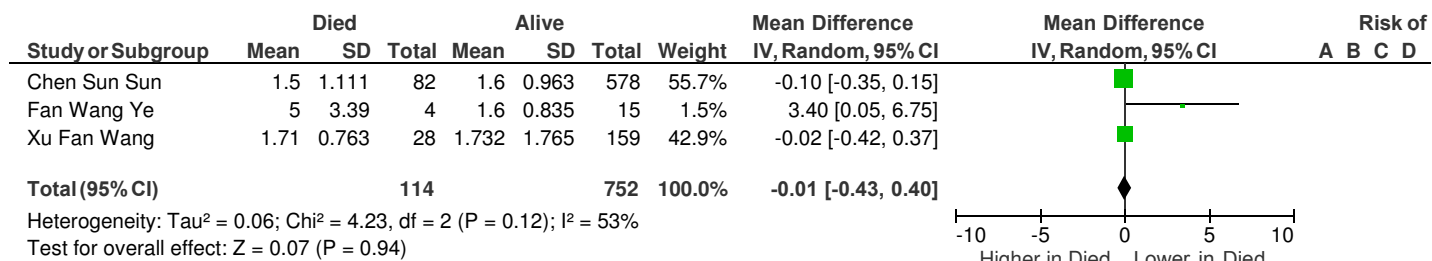 Died Alive Mean Difference Mean Difference Risk of
Study or Subgroup Mean SD Total Mean SD Total Weight IV, Random, 95% CI IV, Random, 95% CI A B C D
Chen Sun Sun 1.5 1.111 82 1.6 0.963 578 55.7% -0.10 [-0.35, 0.15]
Fan Wang Ye 5 3.39 4 1.6 0.835 15 1.5% 3.40 [0.05, 6.75]
Xu Fan Wang 1.71 0.763 28 1.732 1.765 159 42.9% -0.02 [-0.42, 0.37]
Total (95% CI) 114 752 100.0% -0.01 [-0.43, 0.40]
Heterogeneity: Tau² = 0.06; Chi² = 4.23, df = 2 (P = 0.12); I² = 53%
Test for overall effect: Z = 0.07 (P = 0.94)
-10 -5 0 5 10
Higher in Died Lower in Died